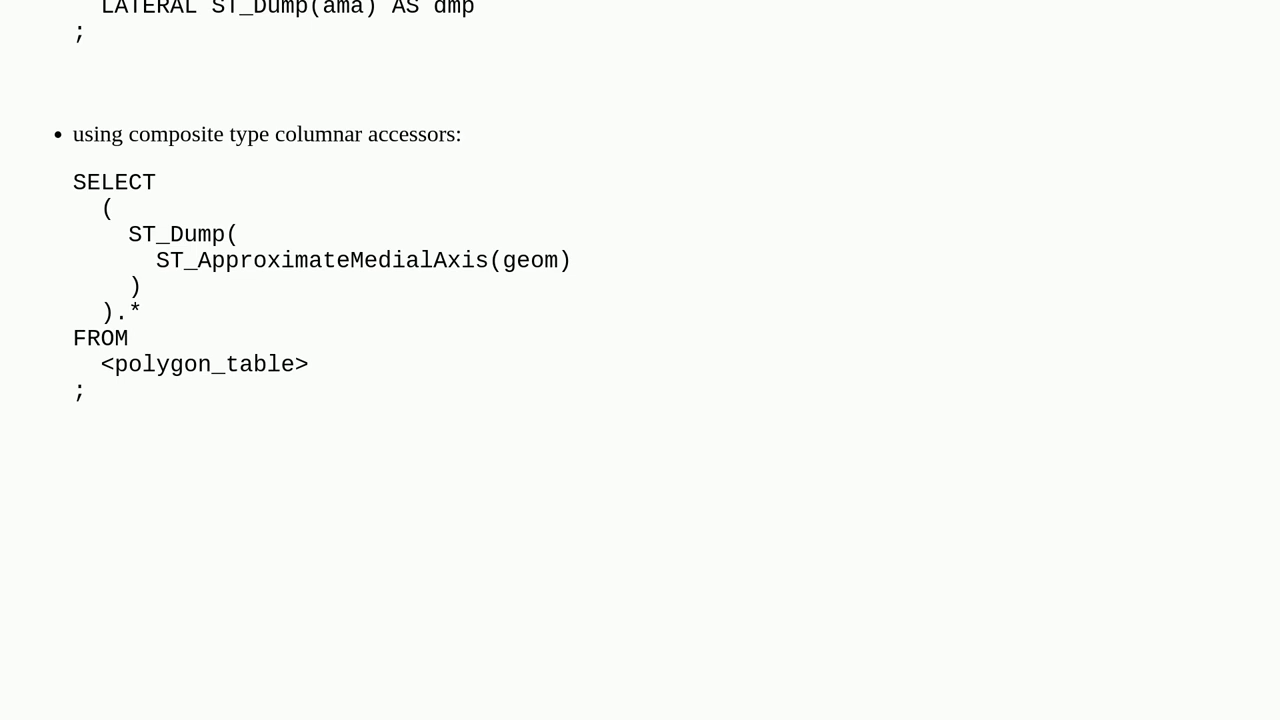 LATERAL ST_Dump(ama) AS dmp
;
• using composite type columnar accessors:
SELECT
(
ST_Dump(
ST_ApproximateMedialAxis(geom)
)
).*
FROM
<polygon_table>
;